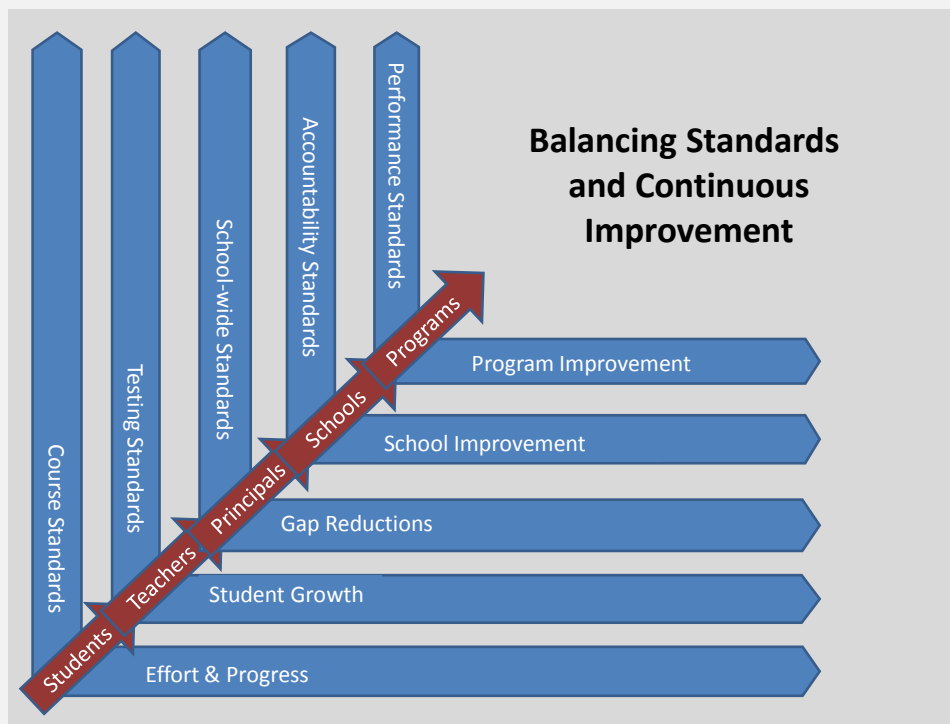 Balancing Standards
and Continuous
Improvement
Course Standards
Testing Standards
School-wide Standards
Accountability Standards
Performance Standards
Students
Teachers
Principals
Schools
Programs
Program Improvement
School Improvement
Gap Reductions
Student Growth
Effort & Progress